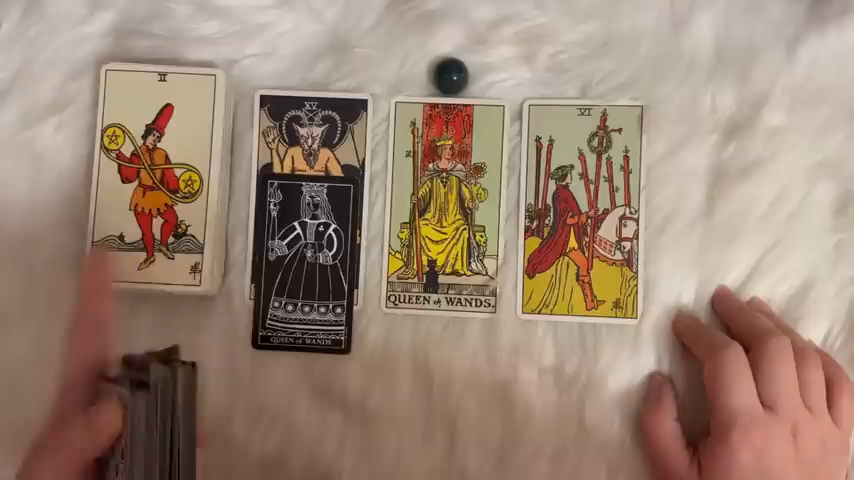 II
XV
VI
QUEEN of WANDS.
QUEEN of WANDS